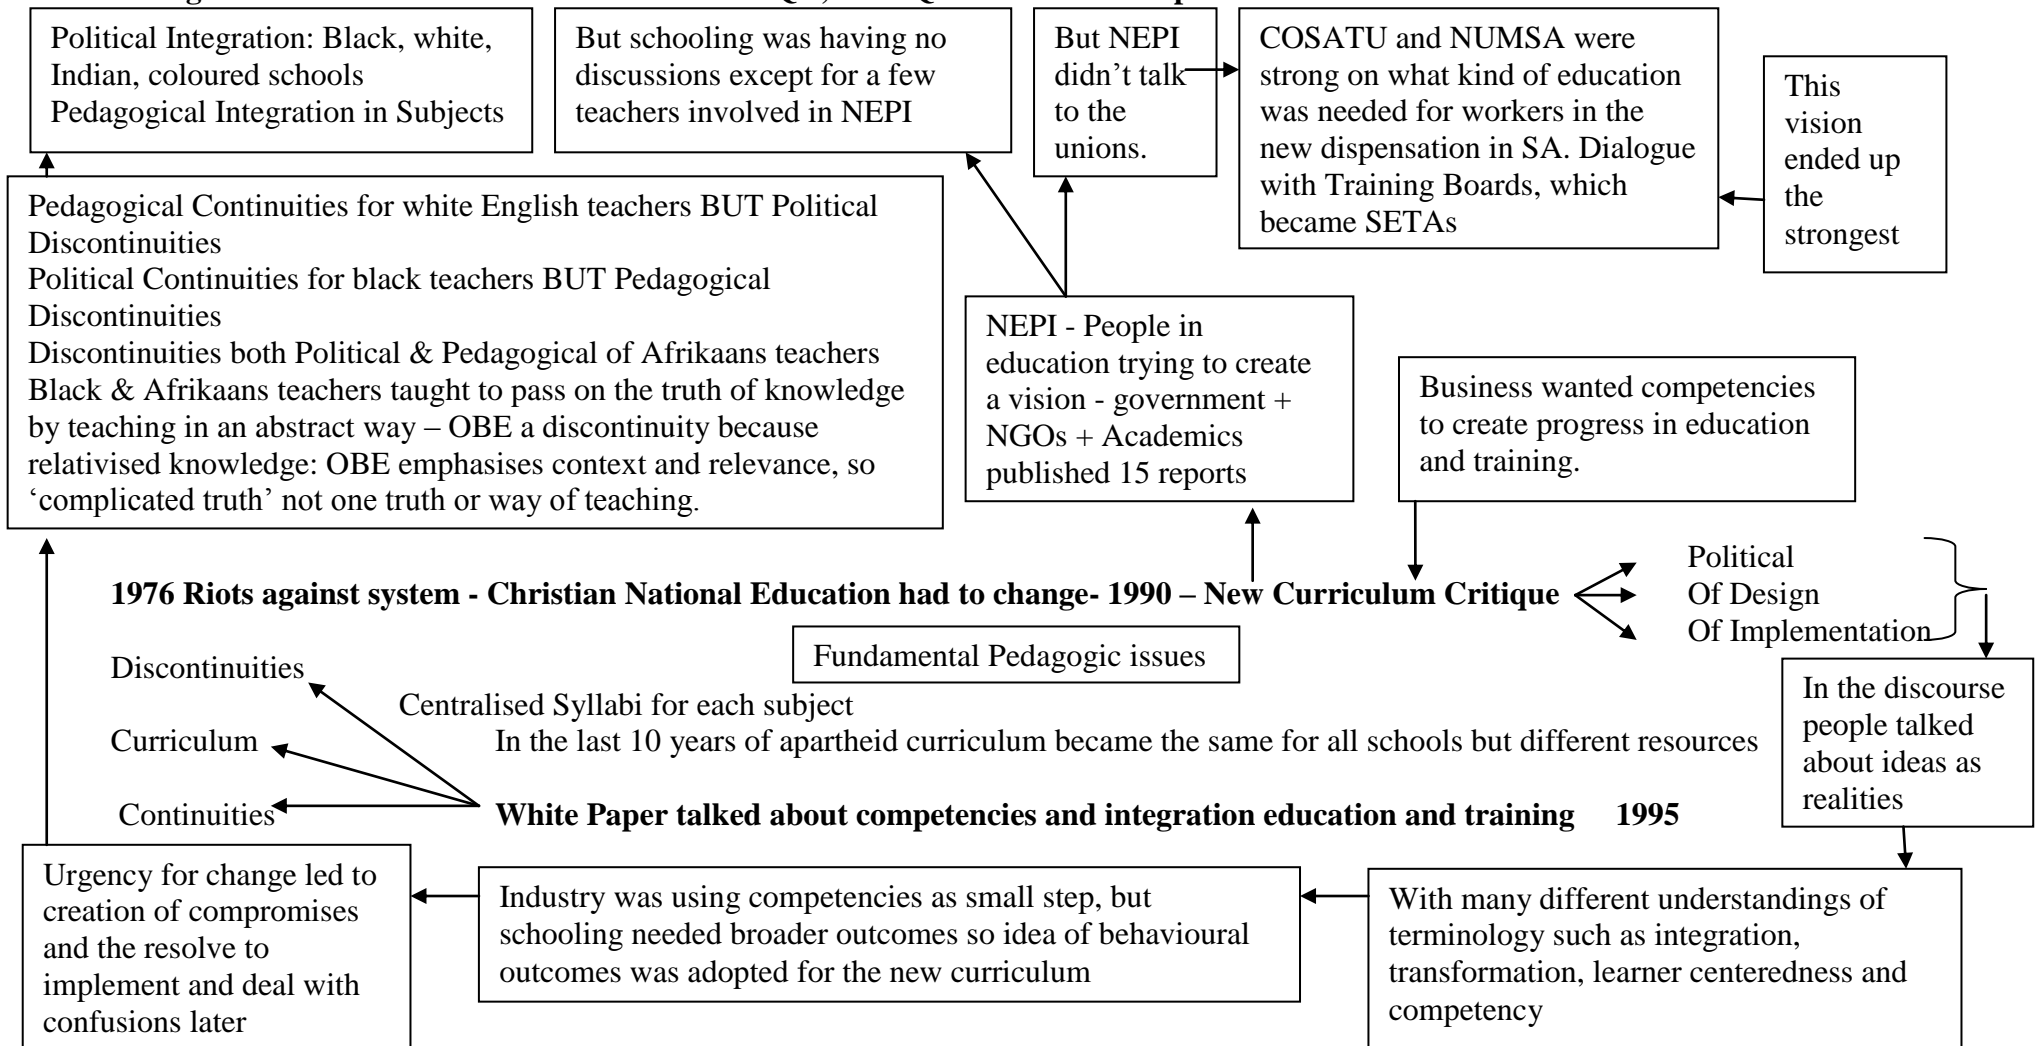 Political Integration: Black, white,
Indian, coloured schools
Pedagogical Integration in Subjects
But schooling was having no
discussions except for a few
teachers involved in NEPI
But NEPI
didn’t talk
to the
unions.
COSATU and NUMSA were
strong on what kind of education
was needed for workers in the
new dispensation in SA. Dialogue
with Training Boards, which
became SETAs
This
vision
ended up
the
strongest
Pedagogical Continuities for white English teachers BUT Political
Discontinuities
Political Continuities for black teachers BUT Pedagogical
Discontinuities
Discontinuities both Political & Pedagogical of Afrikaans teachers
Black & Afrikaans teachers taught to pass on the truth of knowledge
by teaching in an abstract way – OBE a discontinuity because
relativised knowledge: OBE emphasises context and relevance, so
‘complicated truth’ not one truth or way of teaching.
NEPI - People in
education trying to create
a vision - government +
NGOs + Academics
published 15 reports
Business wanted competencies
to create progress in education
and training.
1976 Riots against system - Christian National Education had to change- 1990 – New Curriculum Critique
Political
Of Design
Of Implementation
Fundamental Pedagogic issues
Discontinuities
Centralised Syllabi for each subject
Curriculum
In the last 10 years of apartheid curriculum became the same for all schools but different resources
Continuities
White Paper talked about competencies and integration education and training 1995
In the discourse
people talked
about ideas as
realities
Urgency for change led to
creation of compromises
and the resolve to
implement and deal with
confusions later
Industry was using competencies as small step, but
schooling needed broader outcomes so idea of behavioural
outcomes was adopted for the new curriculum
With many different understandings of
terminology such as integration,
transformation, learner centeredness and
competency